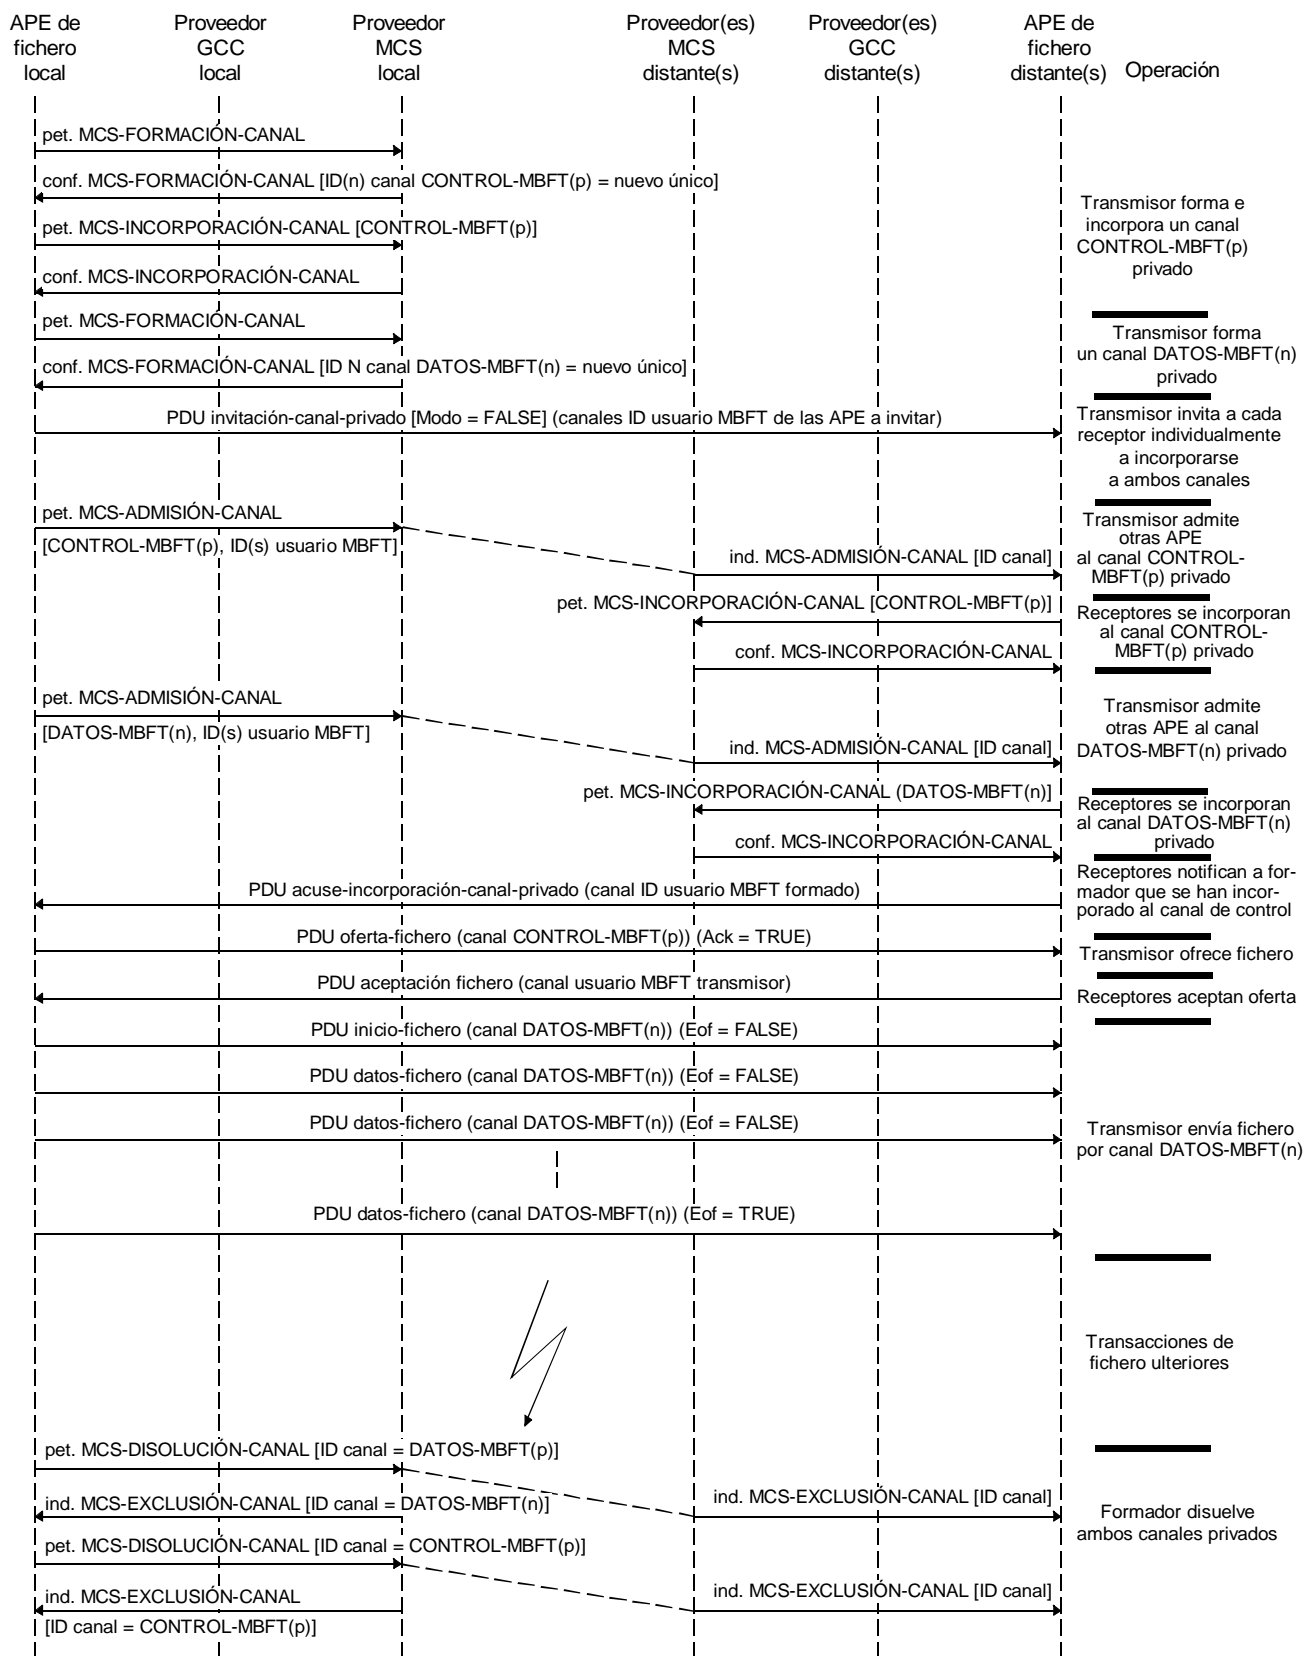 APE de
fichero
local
Proveedor
GCC
local
Proveedor
MCS
local
Proveedor(es)
MCS
distante(s)
Proveedor(es)
GCC
distante(s)
APE de
fichero
distante(s)
Operación
pet. MCS-FORMACIÓN-CANAL
conf. MCS-FORMACIÓN-CANAL [ID(n) canal CONTROL-MBFT(p) = nuevo único]
pet. MCS-INCORPORACIÓN-CANAL [CONTROL-MBFT(p)]
conf. MCS-INCORPORACIÓN-CANAL
Transmisor forma e
incorpora un canal
CONTROL-MBFT(p)
privado
pet. MCS-FORMACIÓN-CANAL
conf. MCS-FORMACIÓN-CANAL [ID N canal DATOS-MBFT(n) = nuevo único]
Transmisor forma
un canal DATOS-MBFT(n)
privado
PDU invitación-canal-privado [Modo = FALSE] (canales ID usuario MBFT de las APE a invitar)
Transmisor invita a cada
receptor individualmente
a incorporarse
a ambos canales
pet. MCS-ADMISIÓN-CANAL
[CONTROL-MBFT(p), ID(s) usuario MBFT]
ind. MCS-ADMISIÓN-CANAL [ID canal]
Transmisor admite
otras APE
al canal CONTROL-
MBFT(p) privado
pet. MCS-INCORPORACIÓN-CANAL [CONTROL-MBFT(p)]
conf. MCS-INCORPORACIÓN-CANAL
Receptores se incorporan
al canal CONTROL-
MBFT(p) privado
pet. MCS-ADMISIÓN-CANAL
[DATOS-MBFT(n), ID(s) usuario MBFT]
ind. MCS-ADMISIÓN-CANAL [ID canal]
Transmisor admite
otras APE al canal
DATOS-MBFT(n) privado
pet. MCS-INCORPORACIÓN-CANAL (DATOS-MBFT(n)]
conf. MCS-INCORPORACIÓN-CANAL
Receptores se incorporan
al canal DATOS-MBFT(n)
privado
PDU acuse-incorporación-canal-privado (canal ID usuario MBFT formado)
Receptores notifican a for-
mador que se han incor-
porado al canal de control
PDU oferta-fichero (canal CONTROL-MBFT(p)) (Ack = TRUE)
Transmisor ofrece fichero
PDU aceptación fichero (canal usuario MBFT transmisor)
Receptores aceptan oferta
PDU inicio-fichero (canal DATOS-MBFT(n)) (Eof = FALSE)
PDU datos-fichero (canal DATOS-MBFT(n)) (Eof = FALSE)
PDU datos-fichero (canal DATOS-MBFT(n)) (Eof = FALSE)
Transmisor envía fichero
por canal DATOS-MBFT(n)
PDU datos-fichero (canal DATOS-MBFT(n)) (Eof = TRUE)
Transacciones de
fichero ulteriores
pet. MCS-DISOLUCIÓN-CANAL [ID canal = DATOS-MBFT(p)]
ind. MCS-EXCLUSIÓN-CANAL [ID canal = DATOS-MBFT(n)]
ind. MCS-EXCLUSIÓN-CANAL [ID canal]
Formador disuelve
ambos canales privados
pet. MCS-DISOLUCIÓN-CANAL [ID canal = CONTROL-MBFT(p)]
ind. MCS-EXCLUSIÓN-CANAL
[ID canal = CONTROL-MBFT(p)]
ind. MCS-EXCLUSIÓN-CANAL [ID canal]